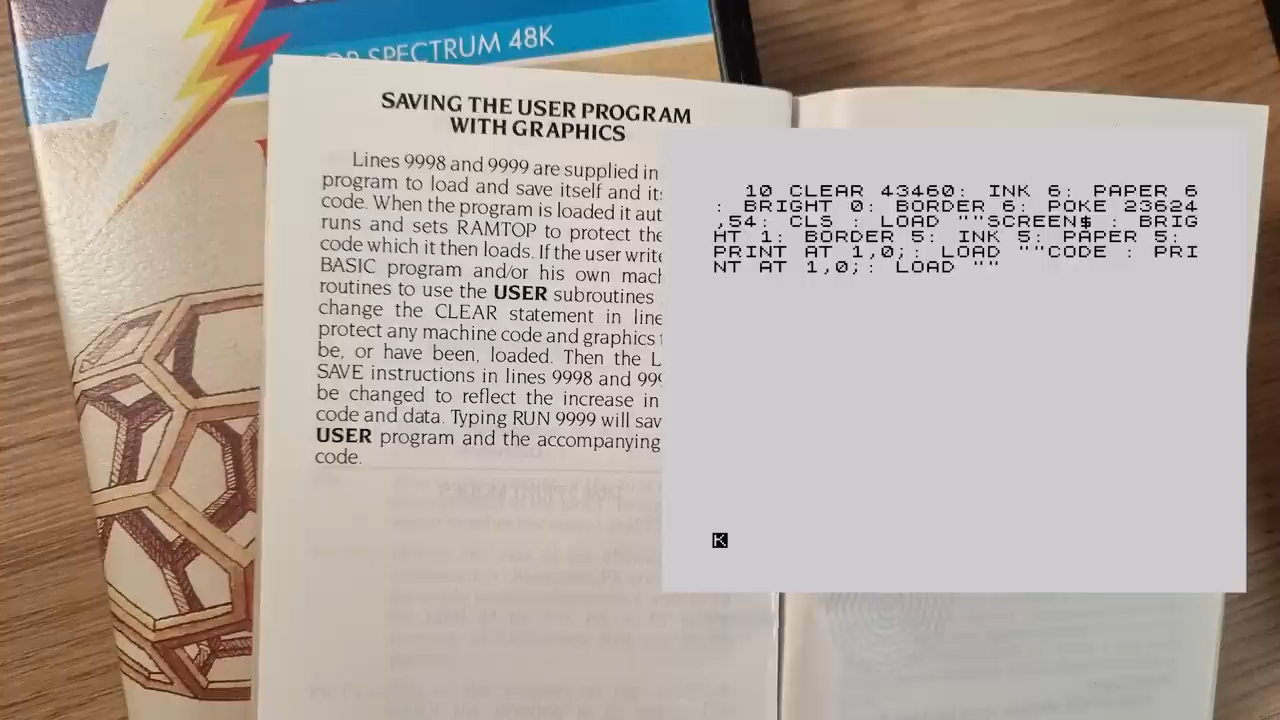 SPECTRUM 48K
SAVING THE USER PROGRAM
WITH GRAPHICS
Lines 9998 and 9999 are supplied in
program to load and save itself and
code. When the program is loaded it
runs and sets RAMTOP to protect the
code which it then loads. If the user
BASIC program and/or his own
routines to use the USER subroutines
change the CLEAR statement in
protect any machine code and graphics
be, or have been, loaded. Then the
SAVE instructions in lines 9998 and
be changed to reflect the increase in
code and data. Typing RUN 9999 will
USER program and the accompanying
code.
10 CLEAR 43460: INK 6: PAPER 6
: BRIGHT 0: BORDER 6: POKE 23624
,54: CLS : LOAD ""SCREEN$ : BRIG
HT 1: BORDER 5: INK 5: PAPER 5:
PRINT AT 1,0;: LOAD ""CODE : PRI
NT AT 1,0;: LOAD ""
K